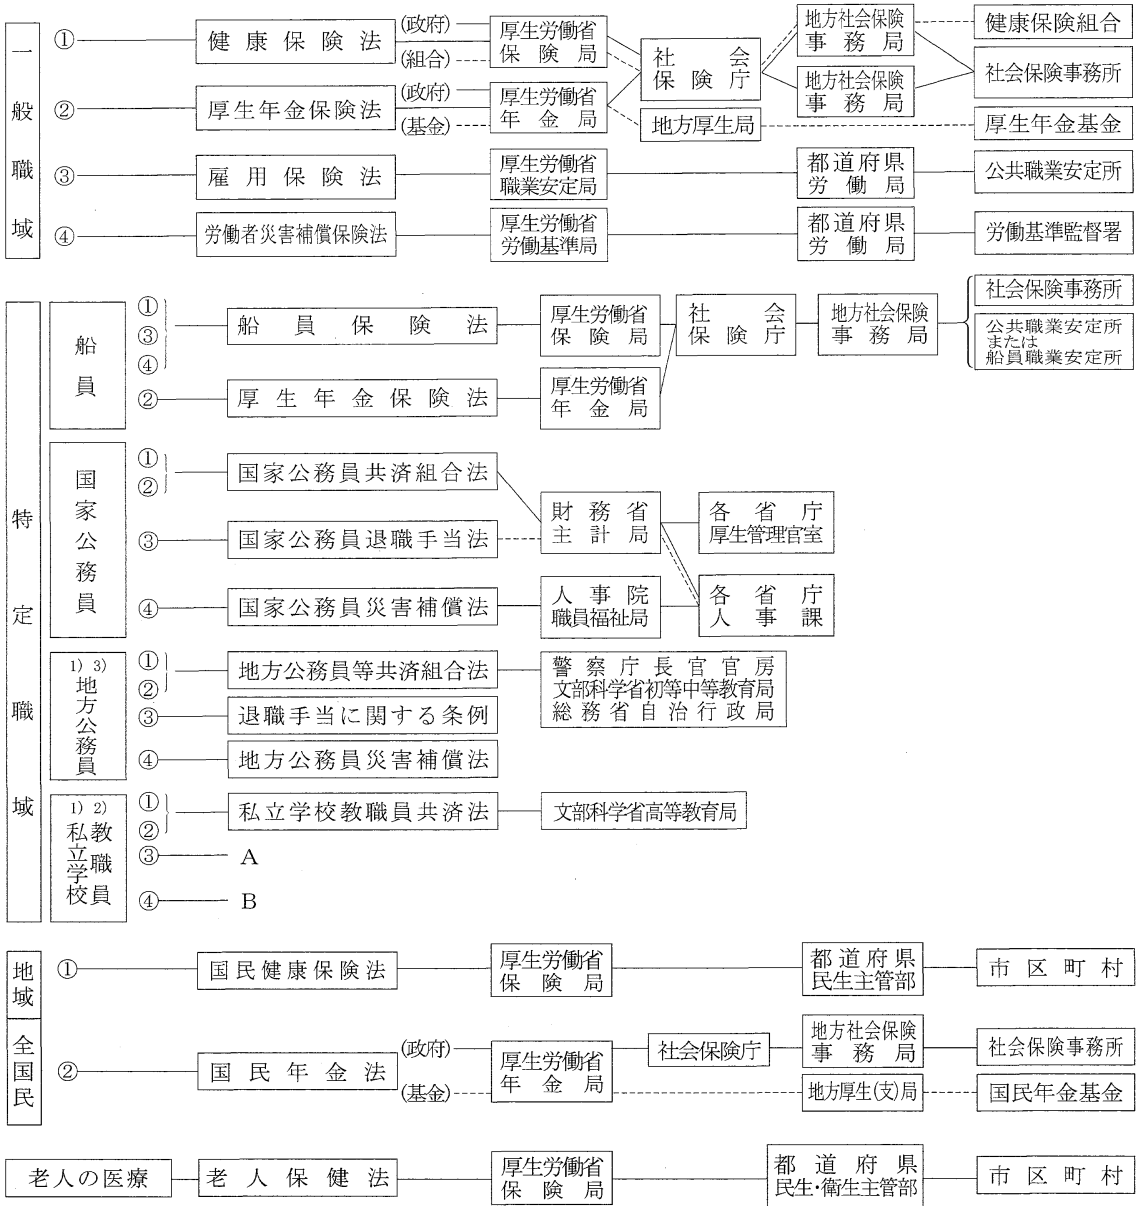 一般職域
① 健康保険法 (政府) (組合) 厚生労働省 保険局 社会保険庁 地方社会保険事務局 健康保険組合
地方社会保険事務局 社会保険事務所
② 厚生年金保険法 (政府) (基金) 厚生労働省 年金局 地方厚生局 厚生年金基金
③ 雇用保険法 厚生労働省 職業安定局 都道府県 労働局 公共職業安定所
④ 労働者災害補償保険法 厚生労働省 労働基準局 都道府県 労働局 労働基準監督署
特定職域
船員
① ③ ④ 船員保険法 厚生労働省 保険局 社会保険庁 地方社会保険事務局 社会保険事務所
公共職業安定所
または
船員職業安定所
② 厚生年金保険法 厚生労働省 年金局
国家公務員
① ② 国家公務員共済組合法 財務省 主計局 各省庁 厚生管理官室
③ 国家公務員退職手当法
④ 国家公務員災害補償法 人事院 職員福祉局 各省庁 人事課
1) 3)
地方公務員
① ② 地方公務員等共済組合法 警察庁長官官房
文部科学省初等中等教育局
総務省自治行政局
③ 退職手当に関する条例
④ 地方公務員災害補償法
1) 2)
私立学校教職員
① ② 私立学校教職員共済法 文部科学省高等教育局
③ A
④ B
地域
① 国民健康保険法 厚生労働省 保険局 都道府県 民生主管部 市区町村
全国民
② 国民年金法 (政府) (基金) 厚生労働省 年金局 社会保険庁 地方社会保険事務局 社会保険事務所
地方厚生(支)局 国民年金基金
老人の医療 老人保健法 厚生労働省 保険局 都道府県 民生・衛生主管部 市区町村